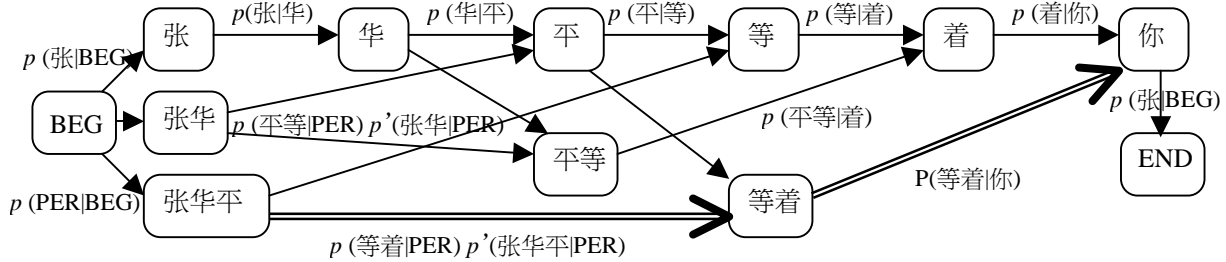 p(张|华)
p (华|平)
p (平|等)
p (等|着)
p (着|你)
张
华
平
等
着
你
p (张|BEG)
BEG
张华
p (平等|PER) p’(张华|PER)
p (平等|着)
p (张|BEG)
平等
END
p (PER|BEG)
张华平
等着
P(等着|你)
p (等着|PER) p’(张华平|PER)